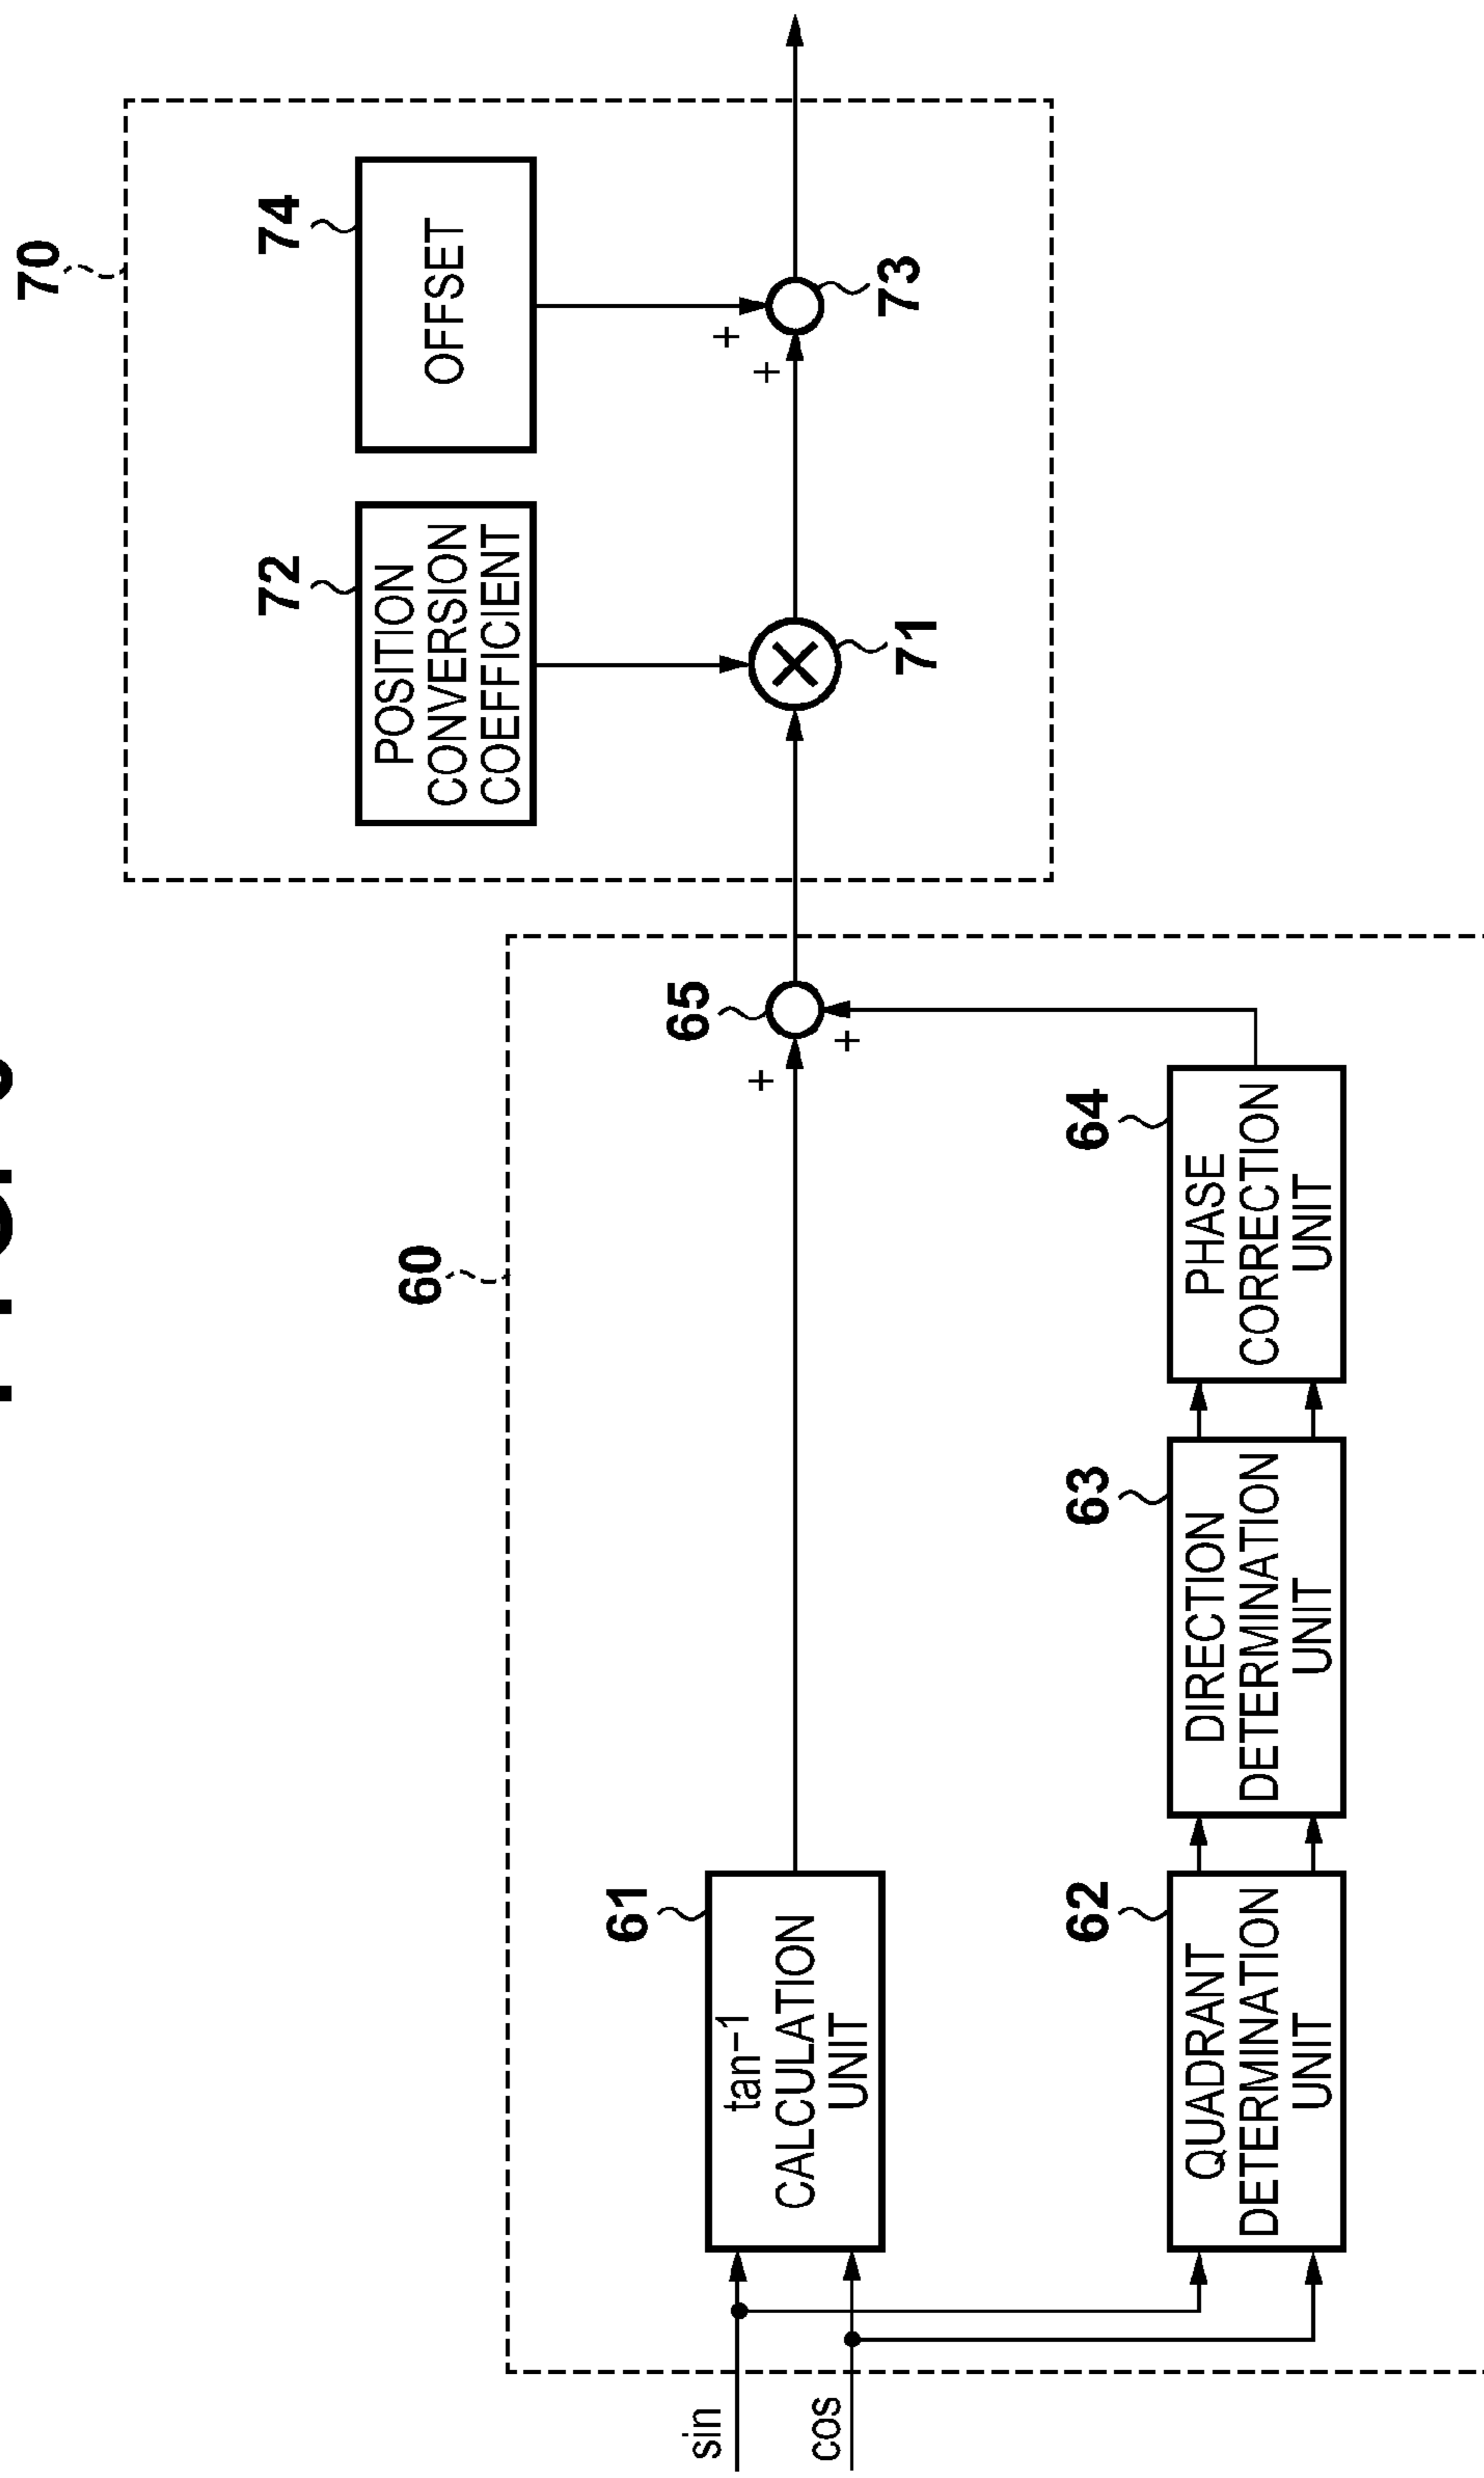 70
74
OFFSET
72
POSITION
CONVERSION
COEFFICIENT
+
+
73
71
60
65
+
+
61
tan−1
CALCULATION
UNIT
62
QUADRANT
DETERMINATION
UNIT
63
DIRECTION
DETERMINATION
UNIT
64
PHASE
CORRECTION
UNIT
sin
cos